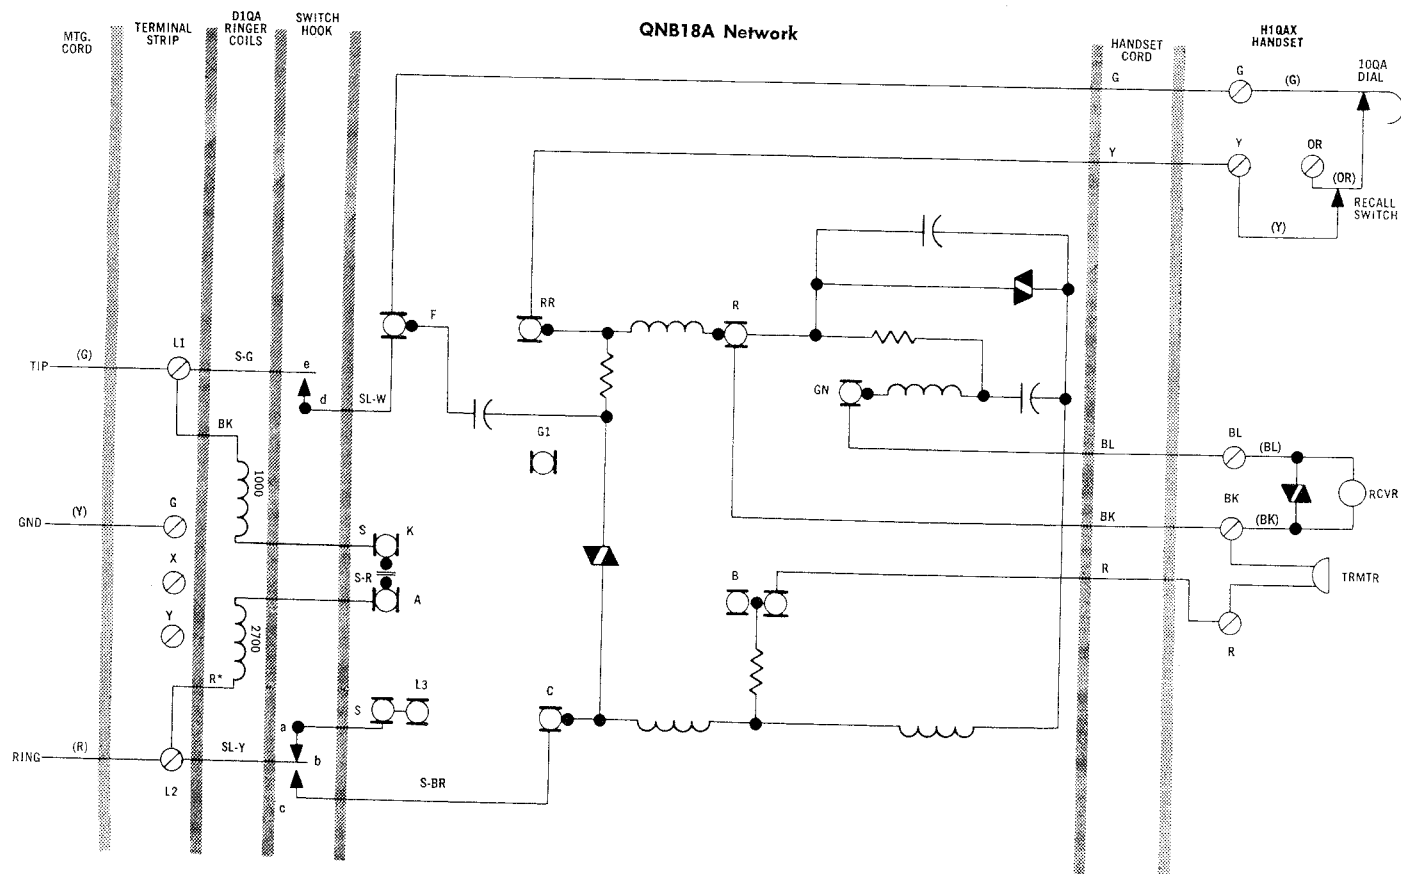 QNB18A Network
MTG.
CORD
TERMINAL
STRIP
D1QA
RINGER
COILS
SWITCH
HOOK
HANDSET
CORD
H1QAX
HANDSET
10QA
DIAL
G
G
(G)
Y
Y
OR
(OR)
RECALL
SWITCH
(Y)
F
RR
R
TIP
(G)
L1
S-G
e
d
SL-W
GN
BK
G1
BL
BL
(BL)
1000
RCVR
GND
(Y)
G
S
K
BK
BK
(BK)
X
S-R
A
B
R
TRMTR
Y
2700
R
R*
S
L3
C
a
RING
(R)
SL-Y
b
L2
c
S-BR